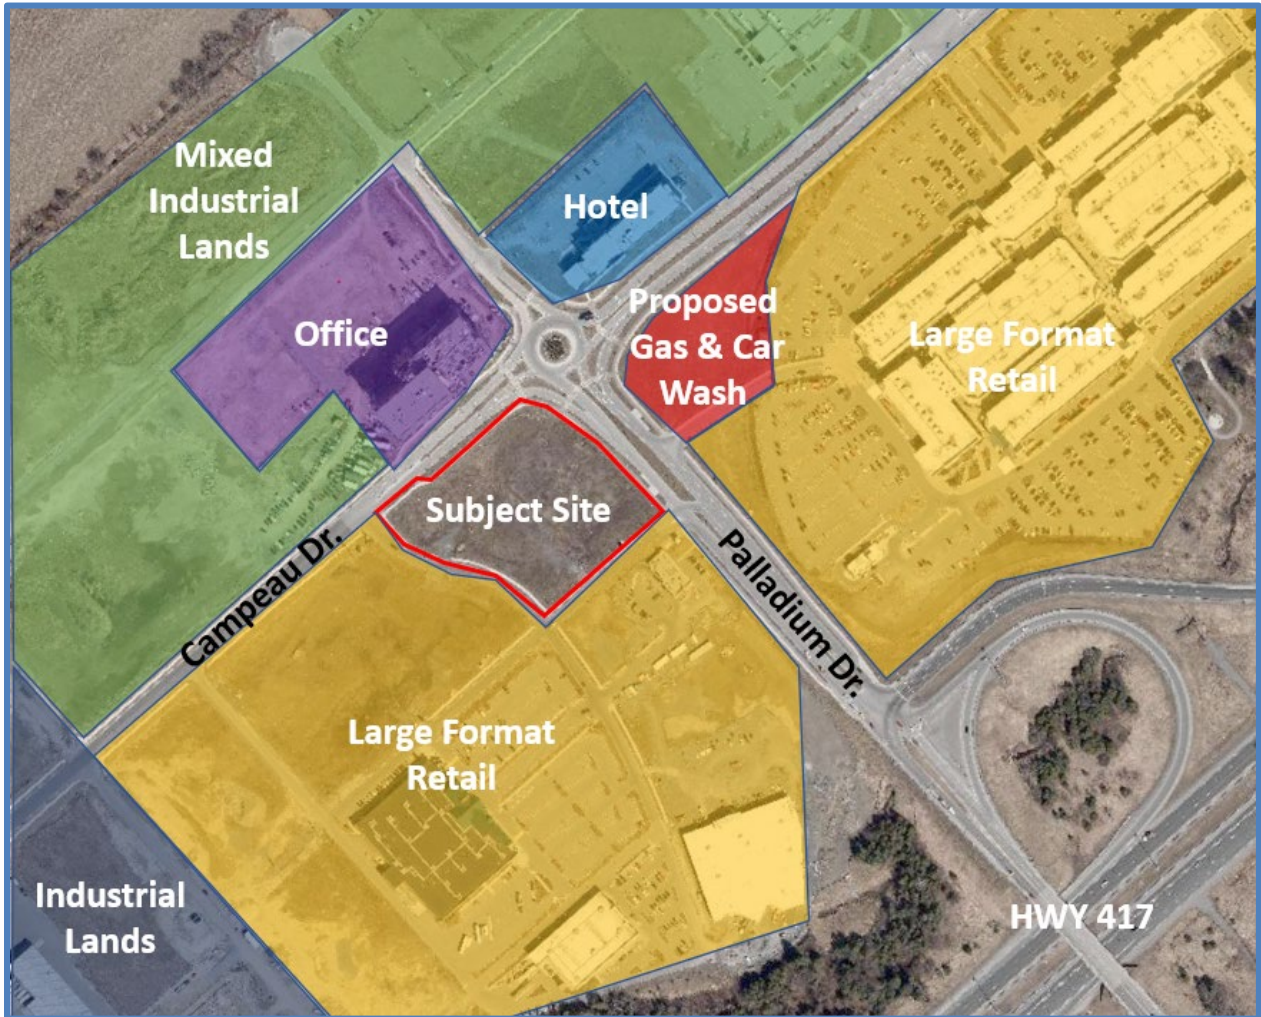 Mixed
Industrial
Lands
Hotel
Office
Proposed
Gas & Car
Wash
Large Format
Retail
Subject Site
Campeau Dr.
Palladium Dr.
Large Format
Retail
Industrial
Lands
HWY 417